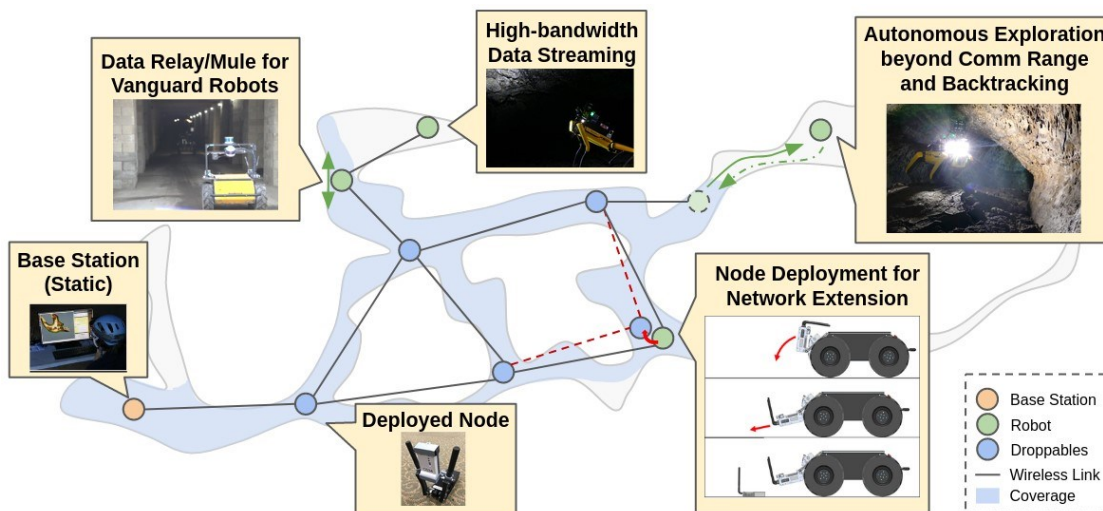 High-bandwidth
Data Streaming
Data Relay/Mule for
Vanguard Robots
Autonomous Exploration
beyond Comm Range
and Backtracking
Base Station
(Static)
Node Deployment for
Network Extension
Deployed Node
Base Station
Robot
Droppables
Wireless Link
Coverage